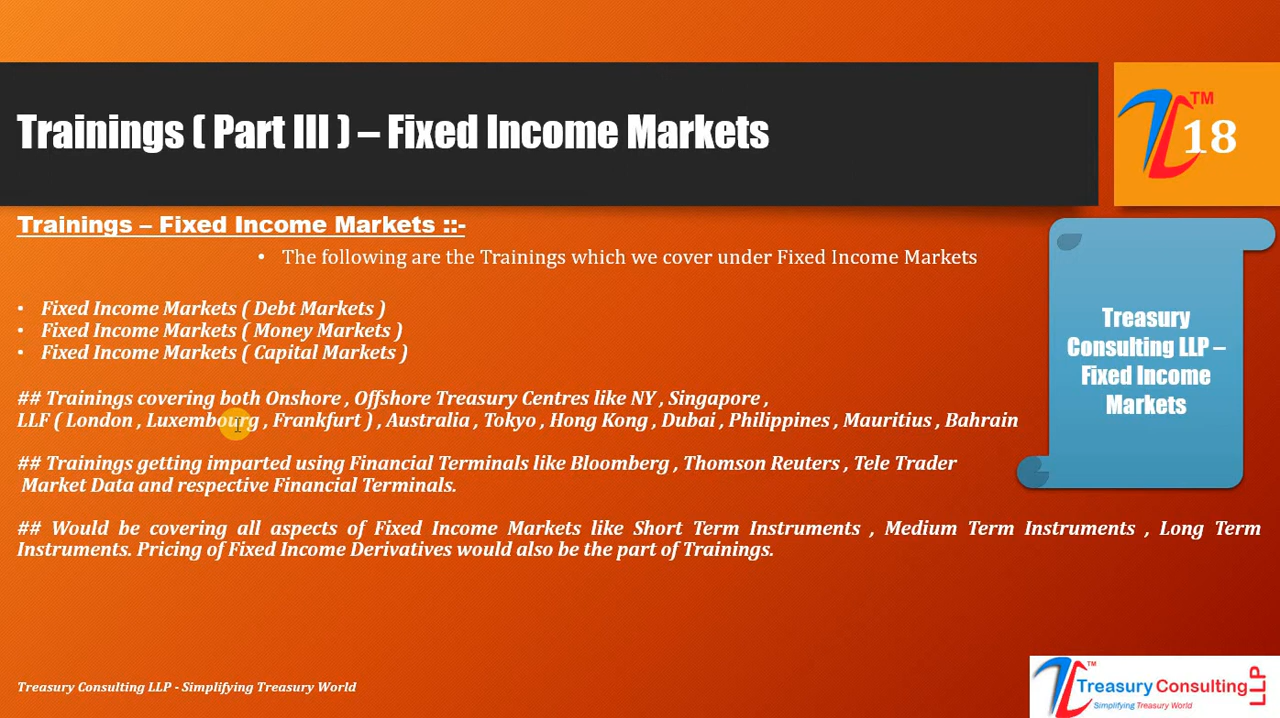 Trainings ( Part III ) – Fixed Income Markets
TM
18
Trainings – Fixed Income Markets ::-
• The following are the Trainings which we cover under Fixed Income Markets
• Fixed Income Markets ( Debt Markets )
• Fixed Income Markets ( Money Markets )
• Fixed Income Markets ( Capital Markets )
## Trainings covering both Onshore , Offshore Treasury Centres like NY , Singapore ,
LLF ( London , Luxembourg , Frankfurt ) , Australia , Tokyo , Hong Kong , Dubai , Philippines , Mauritius , Bahrain
## Trainings getting imparted using Financial Terminals like Bloomberg , Thomson Reuters , Tele Trader
Market Data and respective Financial Terminals.
## Would be covering all aspects of Fixed Income Markets like Short Term Instruments , Medium Term Instruments , Long Term
Instruments. Pricing of Fixed Income Derivatives would also be the part of Trainings.
Treasury
Consulting LLP –
Fixed Income
Markets
Treasury Consulting LLP - Simplifying Treasury World
TM
Treasury Consulting LLP
Simplifying Treasury World